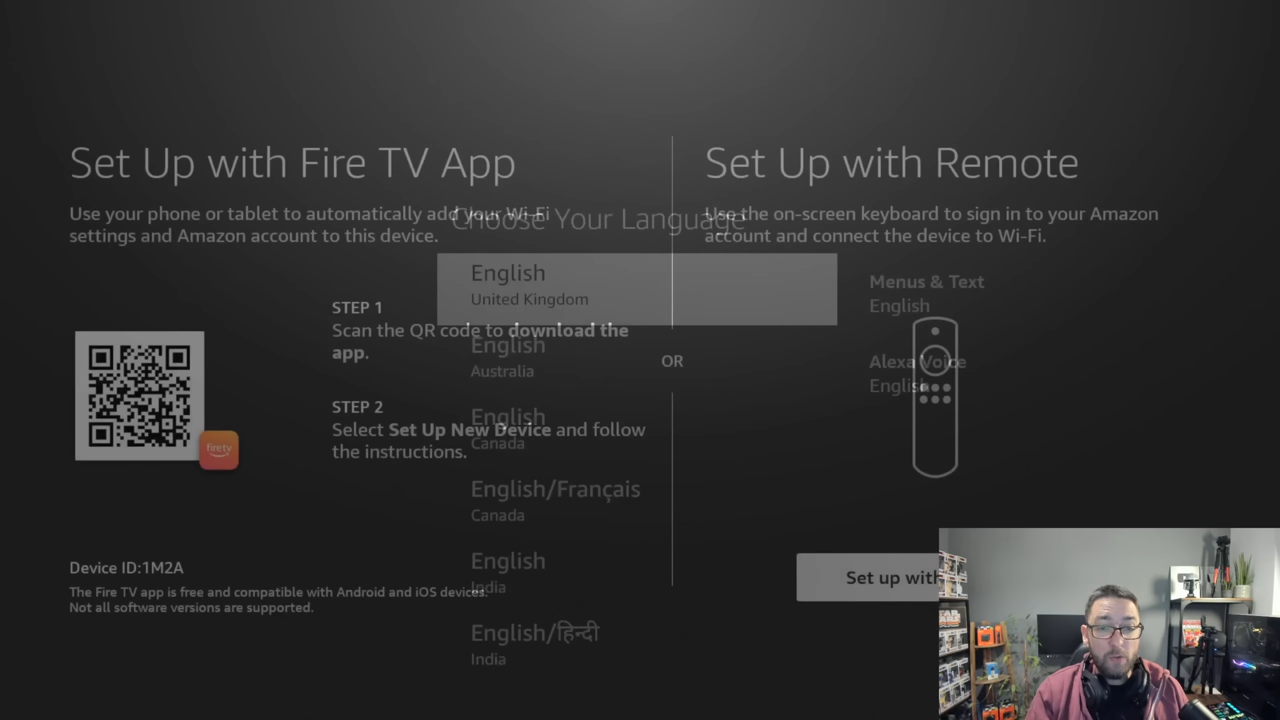 Set Up with Fire TV App
Use your phone or tablet to automatically add your Wi-Fi
settings and Amazon account to this device.
STEP 1
Scan the QR code to download the
app.
STEP 2
Select Set Up New Device and follow
the instructions.
firetv
Device ID:1M2A
The Fire TV app is free and compatible with Android and iOS devices.
Not all software versions are supported.
OR
Set Up with Remote
Use the on-screen keyboard to sign in to your Amazon
account and connect the device to Wi-Fi.
Set up with
Choose Your Language
English
United Kingdom
English
Australia
English
Canada
English/Français
Canada
English
India
English/हिन्दी
India
Menus & Text
English
Alexa Voice
English